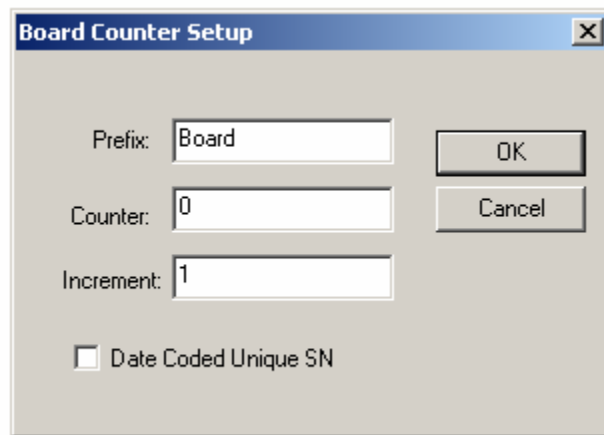 Board Counter Setup
Prefix: Board
OK
Counter: 0
Cancel
Increment: 1
Date Coded Unique SN